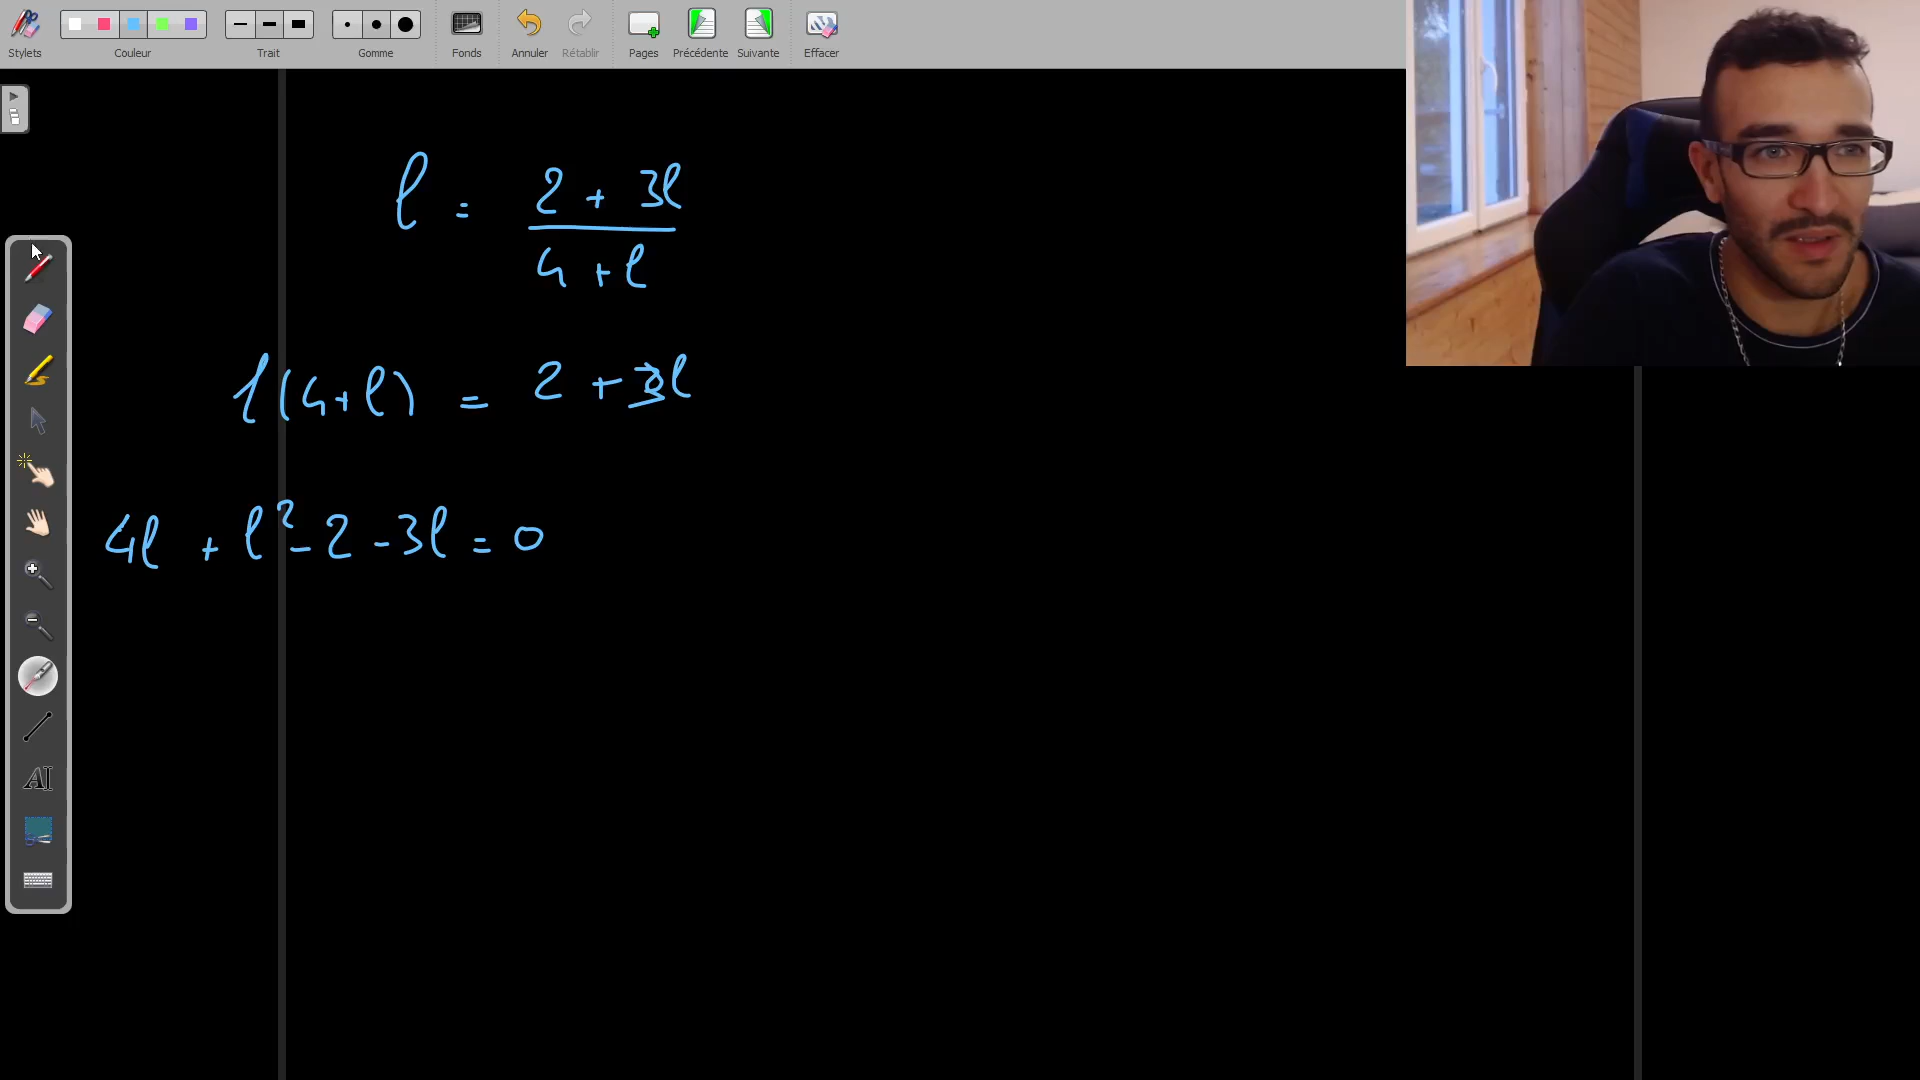 Stylets Couleur Trait Gomme Fonds Annuler Rétablir Pages Précédente Suivante Effacer
l = (2 + 3l) / (4 + l)
l(4+l) = 2 + 3l
4l + l² - 2 - 3l = 0
AI